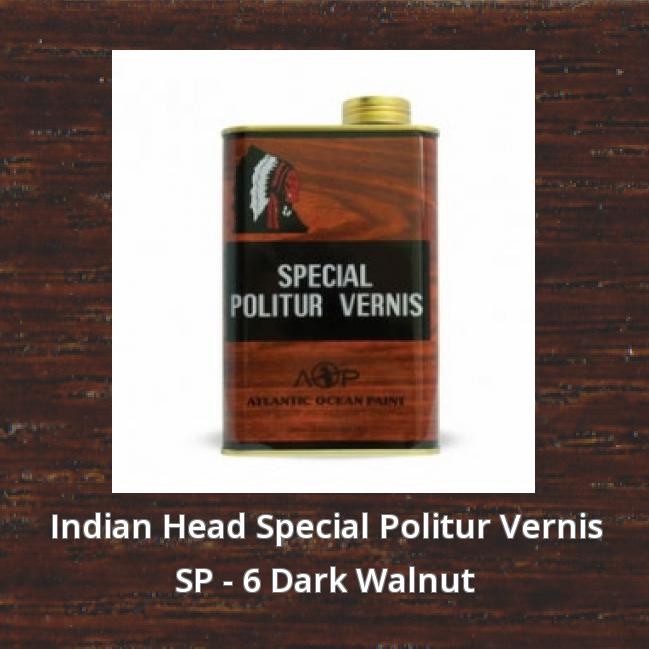 SPECIAL
POLITUR VERNIS
AOP
ATLANTIC OCEAN PAINT
Indian Head Special Politur Vernis
SP - 6 Dark Walnut